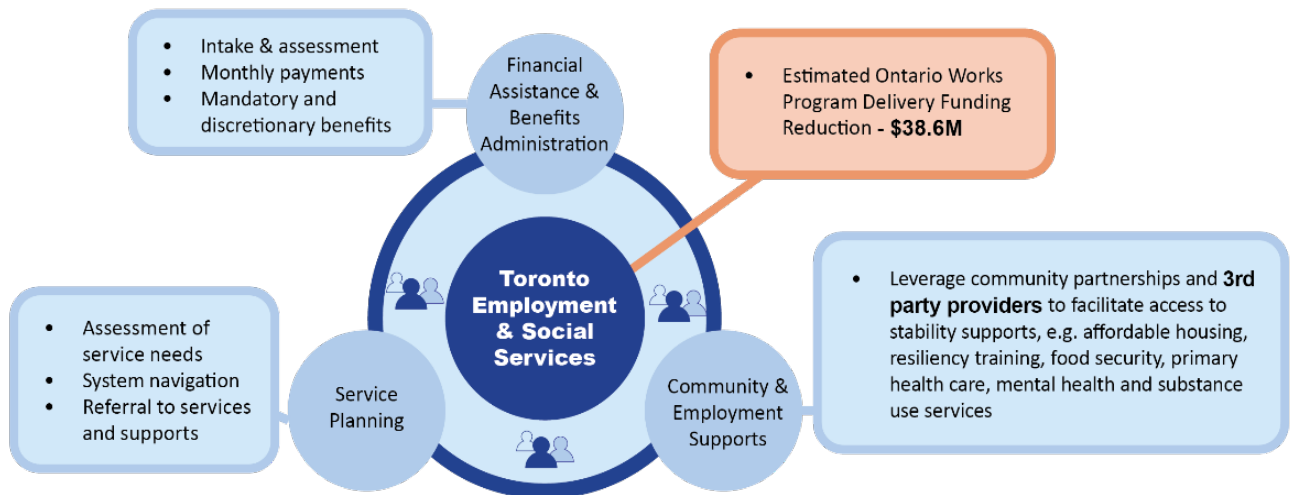 • Intake & assessment
• Monthly payments
• Mandatory and
discretionary benefits
Financial
Assistance &
Benefits
Administration
• Estimated Ontario Works
Program Delivery Funding
Reduction - $38.6M
Toronto
Employment
& Social
Services
• Assessment of
service needs
• System navigation
• Referral to services
and supports
Service
Planning
Community &
Employment
Supports
• Leverage community partnerships and 3rd
party providers to facilitate access to
stability supports, e.g. affordable housing,
resiliency training, food security, primary
health care, mental health and substance
use services